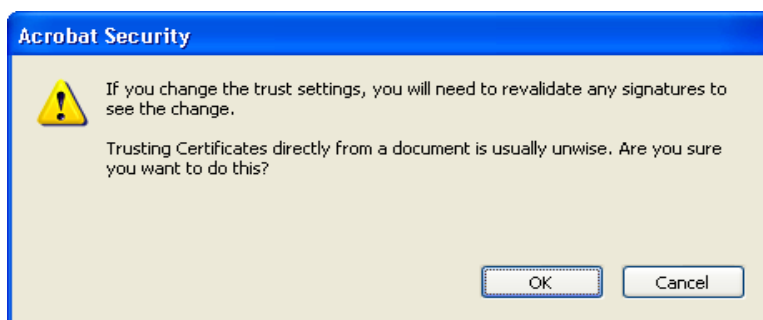 Acrobat Security
If you change the trust settings, you will need to revalidate any signatures to
see the change.
Trusting Certificates directly from a document is usually unwise. Are you sure
you want to do this?
OK
Cancel